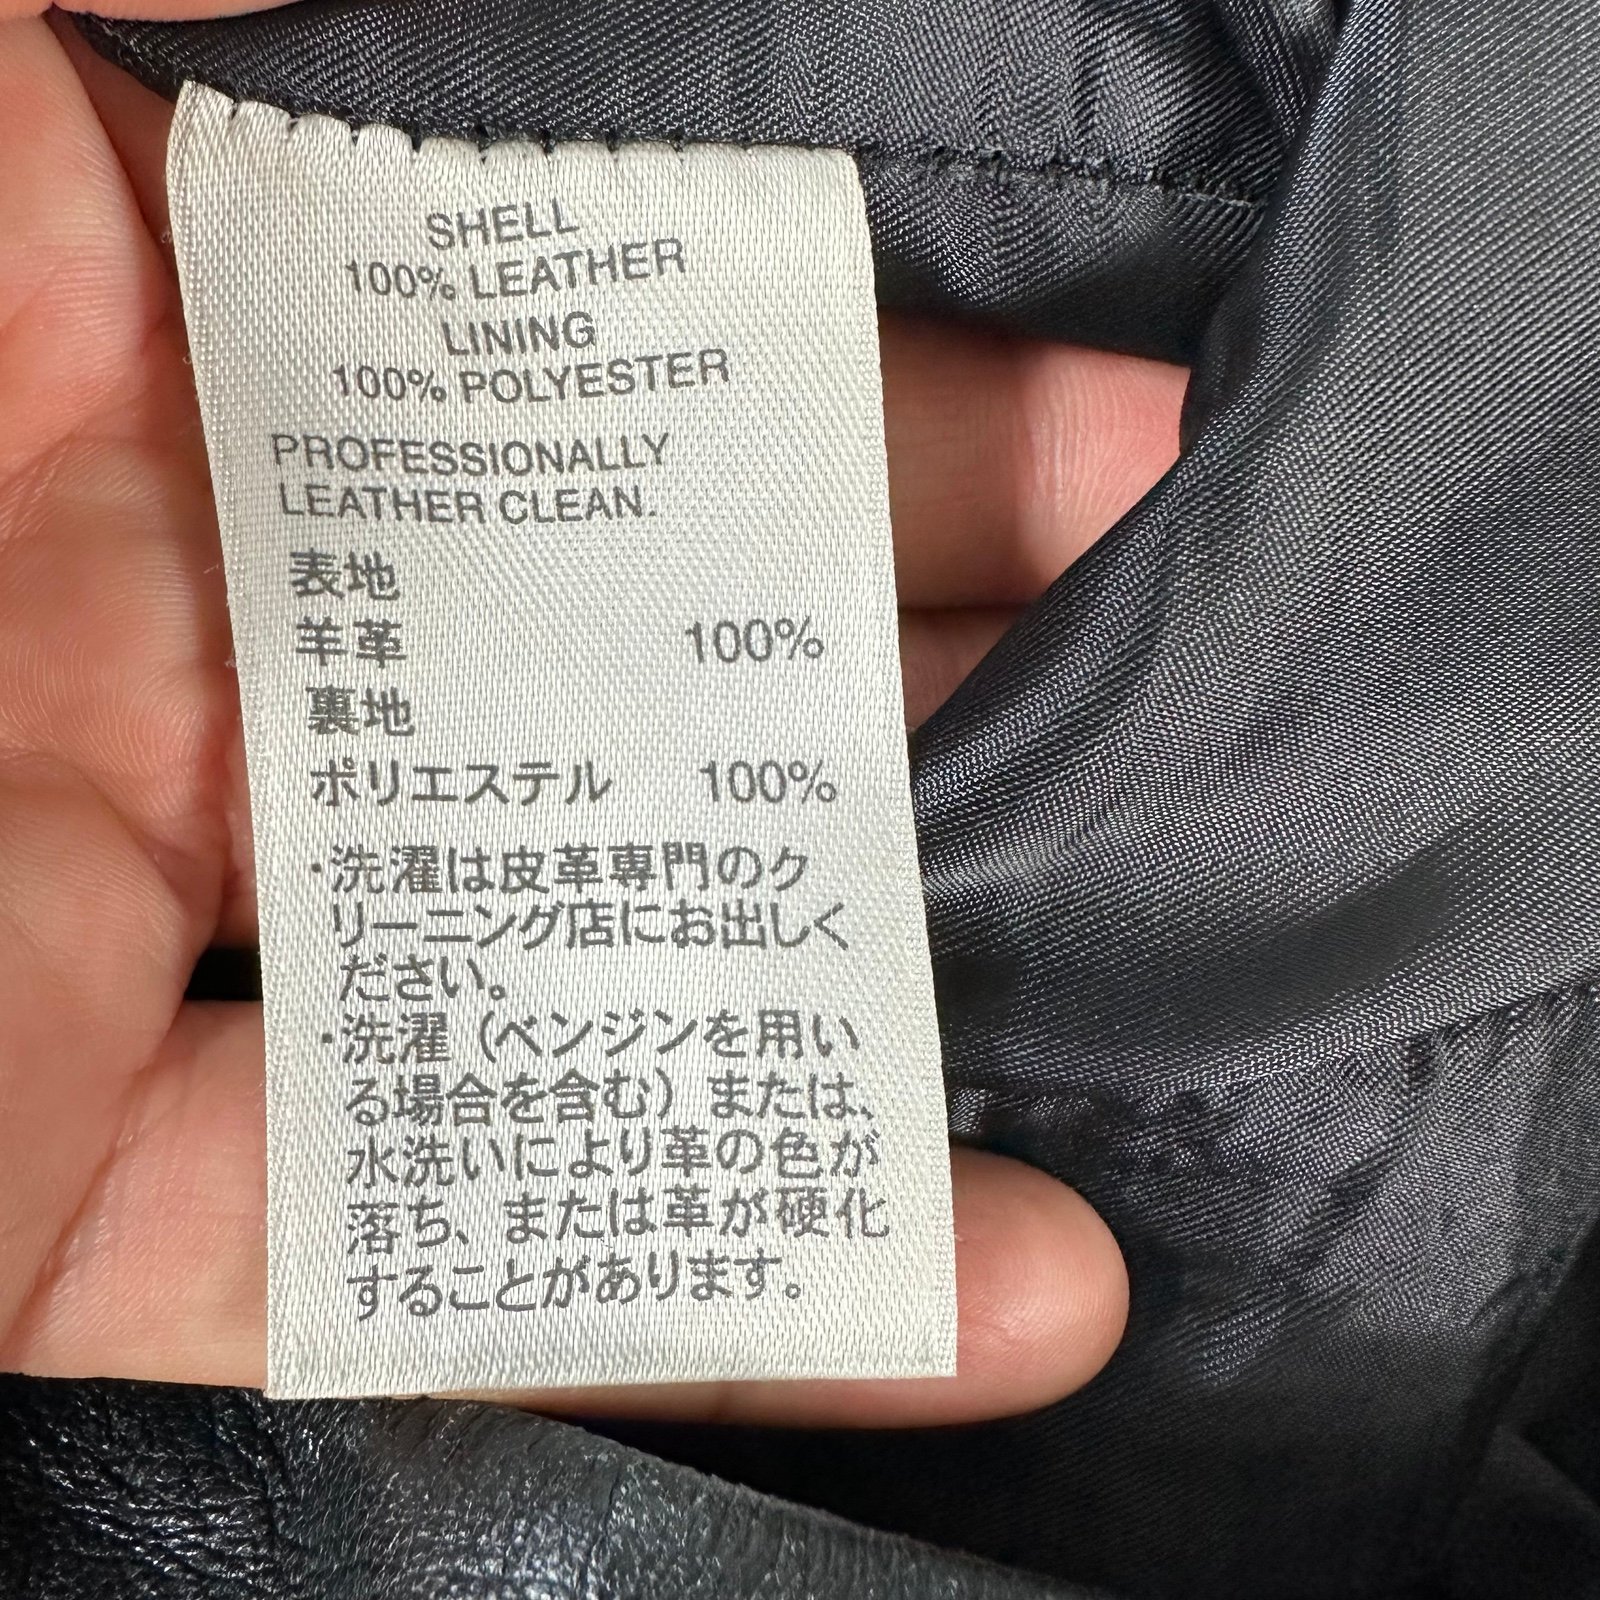 SHELL
100% LEATHER
LINING
100% POLYESTER
PROFESSIONALLY
LEATHER CLEAN.
表地
羊革 100%
裏地
ポリエステル 100%
・洗濯は皮革専門のク
リーニング店にお出しく
ださい。
・洗濯(ベンジンを用い
る場合を含む)または、
水洗いにより革の色が
落ち、または革が硬化
することがあります。